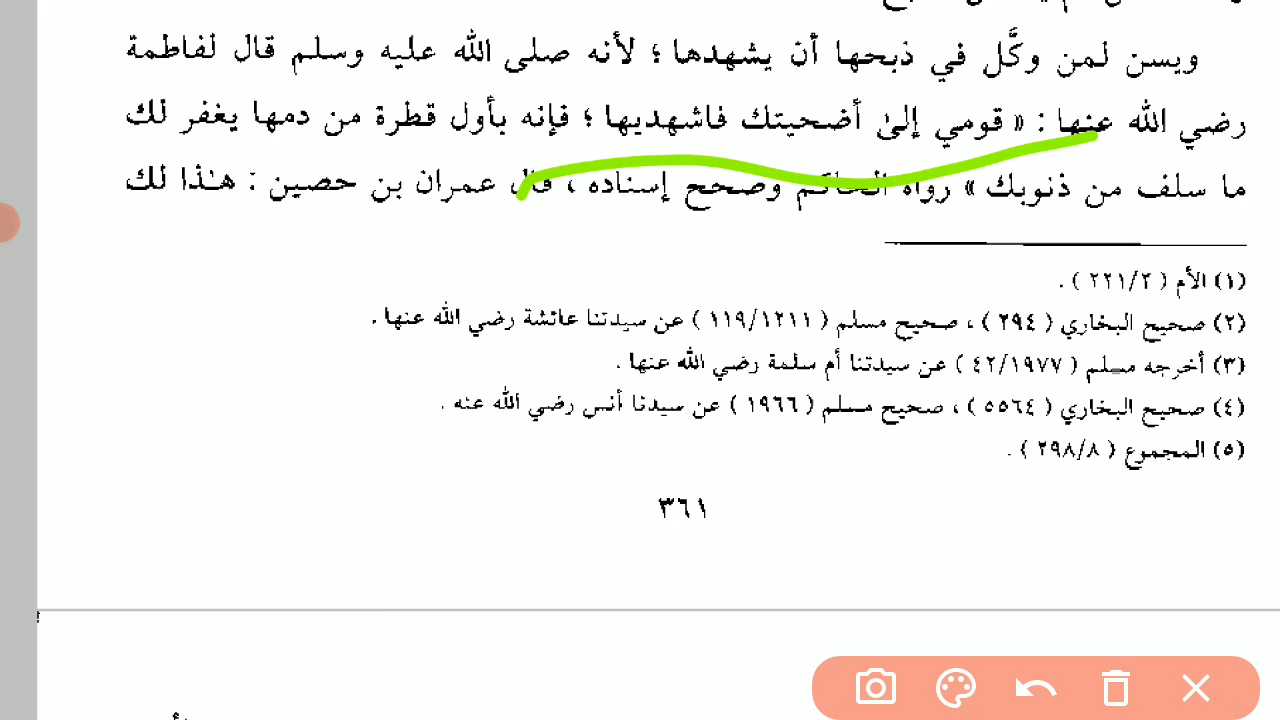 ويسن لمن وكَّل في ذبحها أن يشهدها ؛ لأنه صلى الله عليه وسلم قال لفاطمة
رضي الله عنها : « قومي إلىٰ أضحيتك فاشهديها ؛ فإنه بأول قطرة من دمها يغفر لك
ما سلف من ذنوبك » رواه الحاكم وصحح إسناده ، قال عمران بن حصين : هـٰذا لك
(١) الأم ( ٢٢١/٢ ) .
(٢) صحيح البخاري ( ٢٩٤ ) ، صحيح مسلم ( ١١٩/١٢١١ ) عن سيدتنا عائشة رضي الله عنها .
(٣) أخرجه مسلم ( ٤٢/١٩٧٧ ) عن سيدتنا أم سلمة رضي الله عنها .
(٤) صحيح البخاري ( ٥٥٦٤ ) ، صحيح مسلم ( ١٩٦٦ ) عن سيدنا أنس رضي الله عنه .
(٥) المجموع ( ٢٩٨/٨ ) .
٣٦١